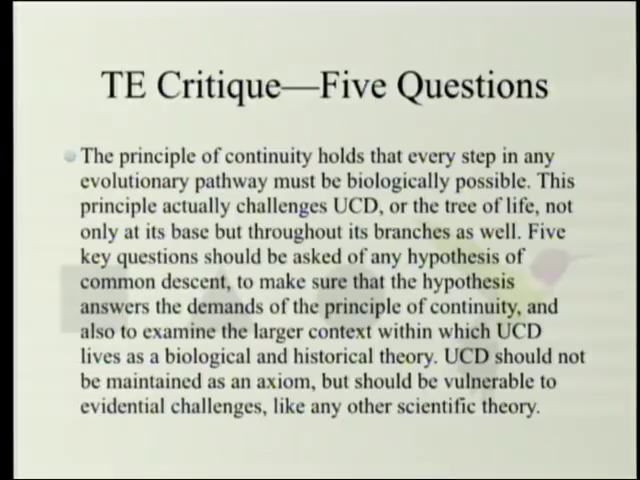 TE Critique—Five Questions
The principle of continuity holds that every step in any
evolutionary pathway must be biologically possible. This
principle actually challenges UCD, or the tree of life, not
only at its base but throughout its branches as well. Five
key questions should be asked of any hypothesis of
common descent, to make sure that the hypothesis
answers the demands of the principle of continuity, and
also to examine the larger context within which UCD
lives as a biological and historical theory. UCD should not
be maintained as an axiom, but should be vulnerable to
evidential challenges, like any other scientific theory.